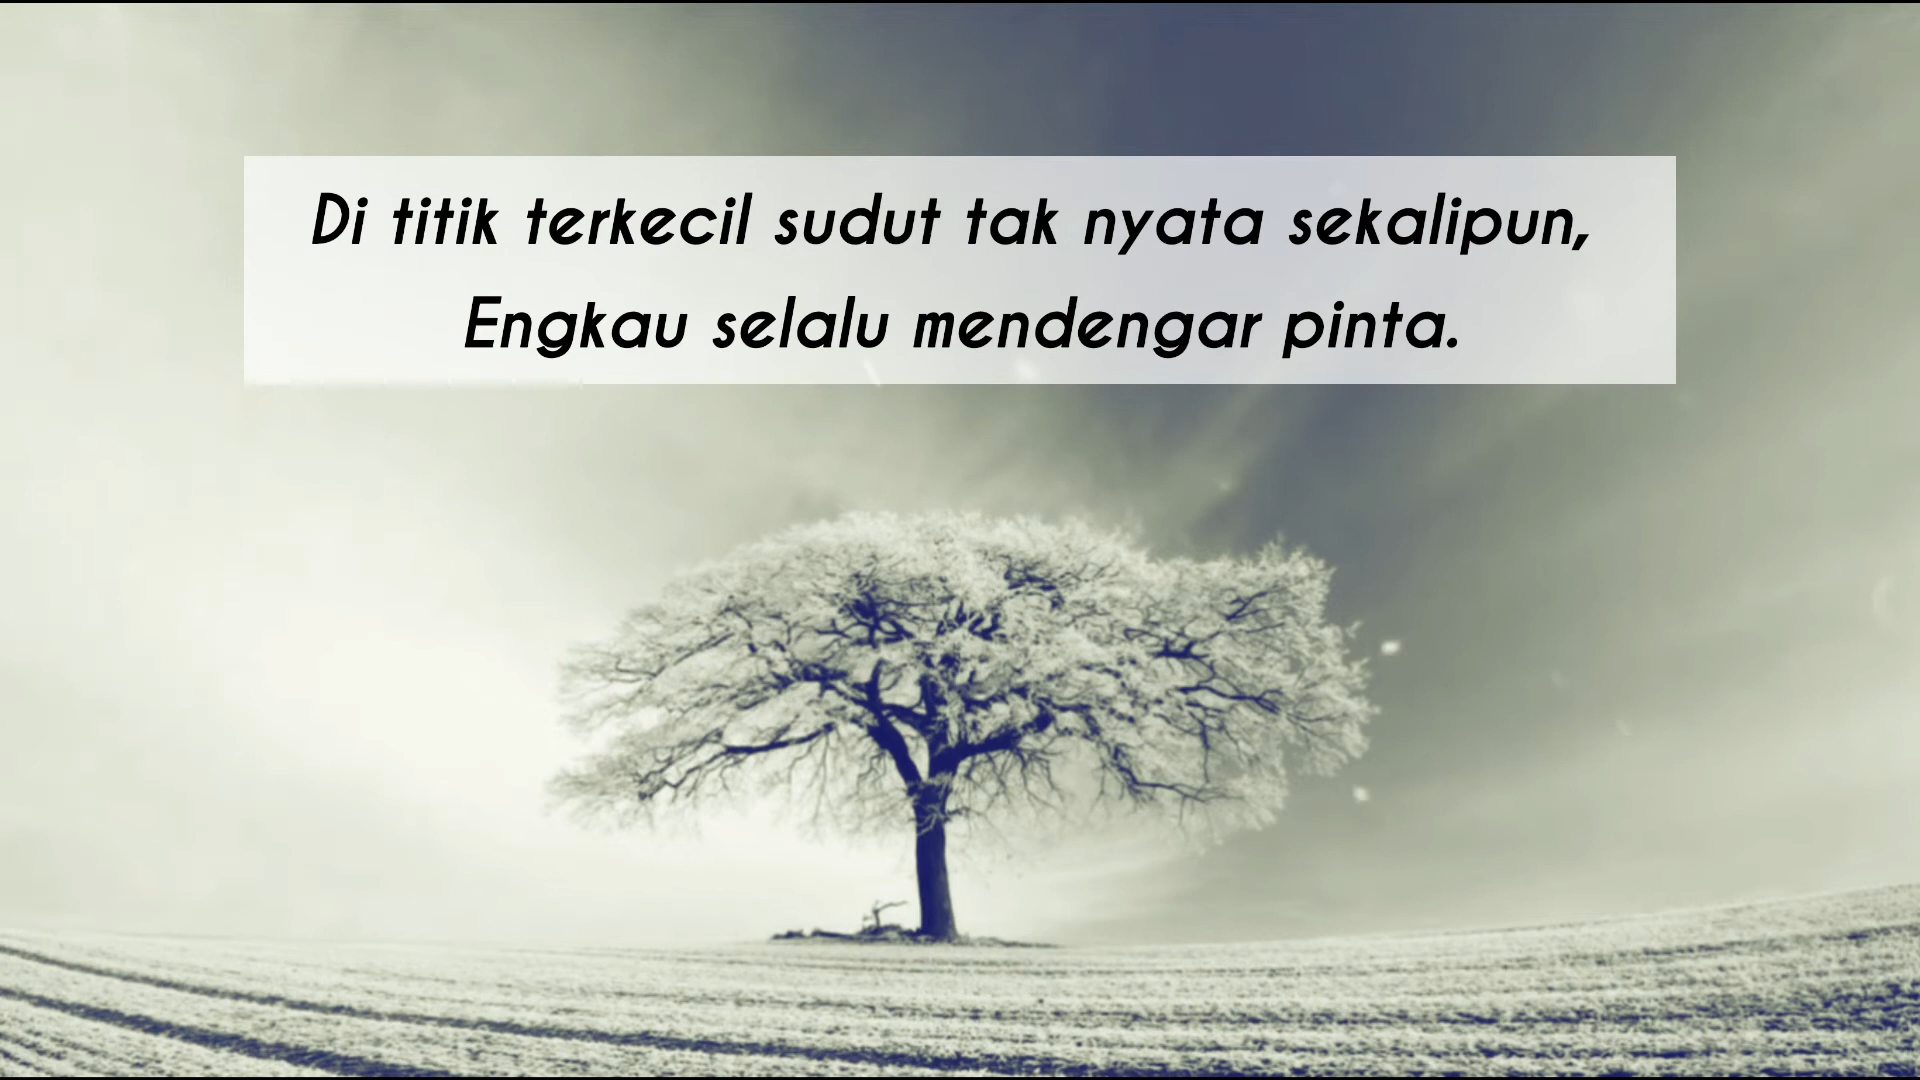 Di titik terkecil sudut tak nyata sekalipun,
Engkau selalu mendengar pinta.